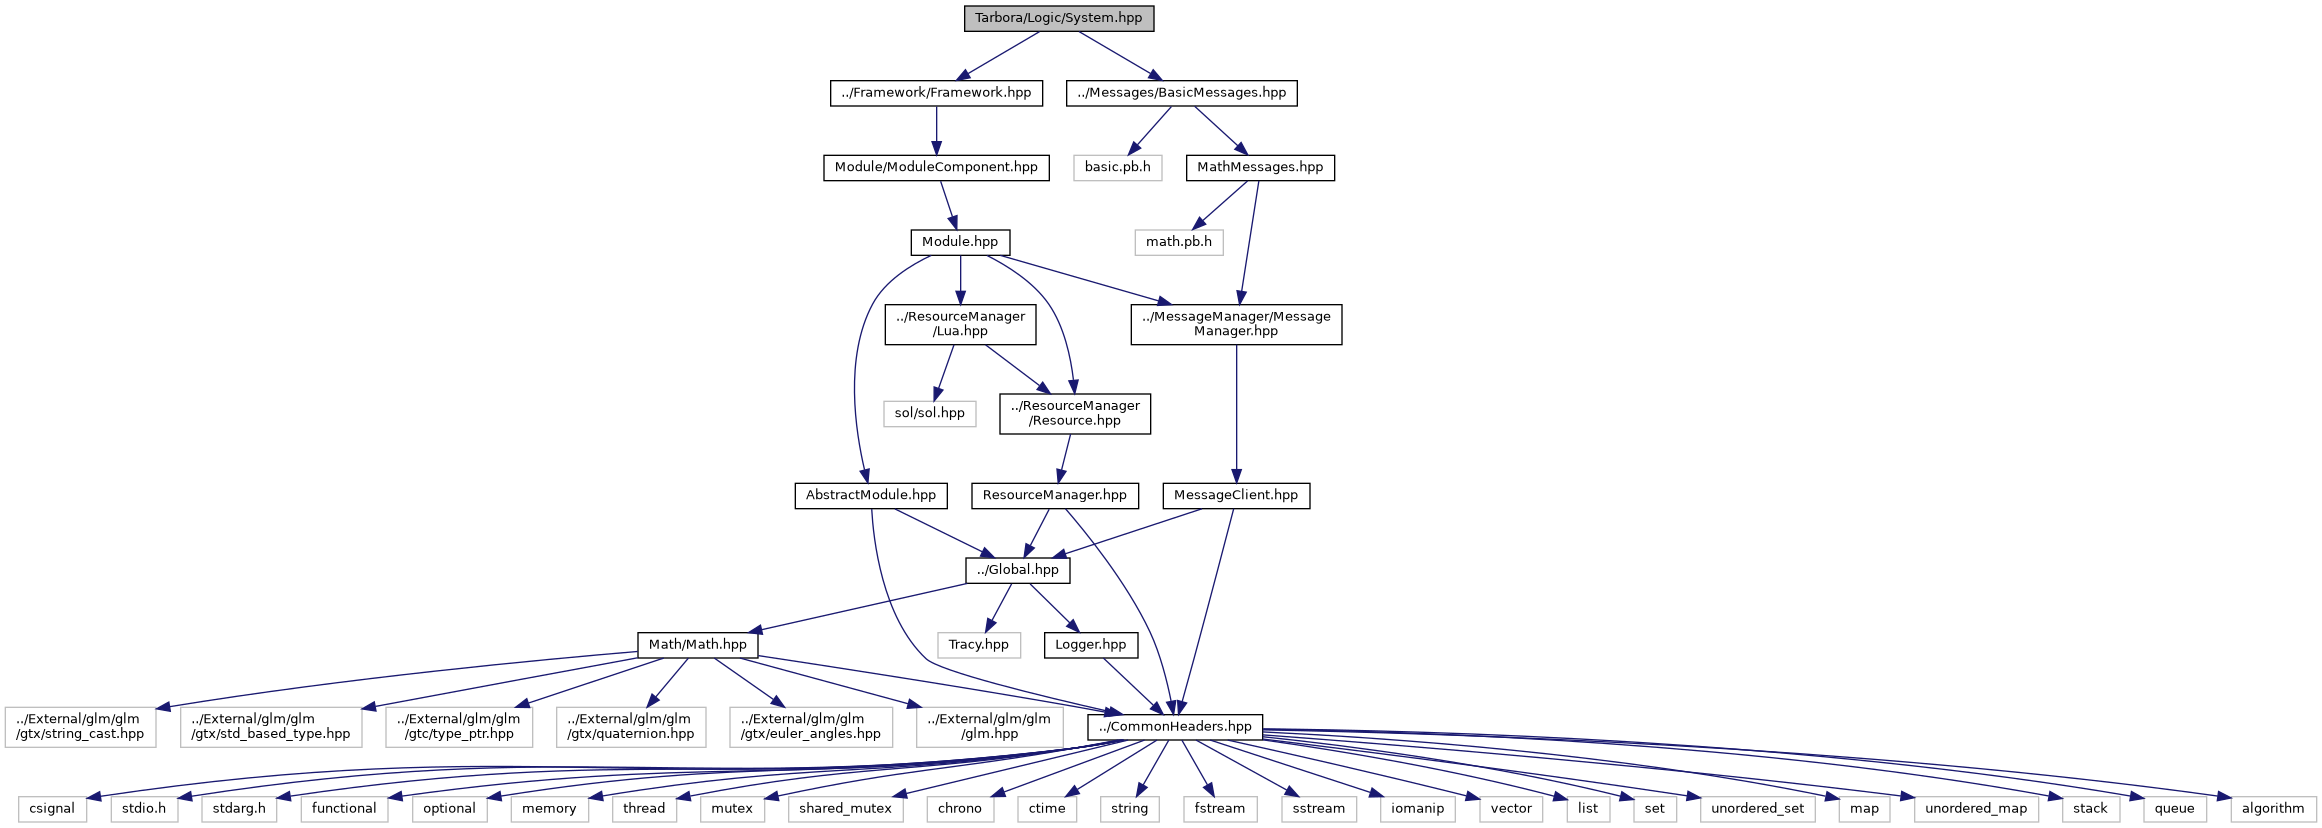 Tarbora/Logic/System.hpp
../Framework/Framework.hpp
../Messages/BasicMessages.hpp
Module/ModuleComponent.hpp
basic.pb.h
MathMessages.hpp
Module.hpp
math.pb.h
../ResourceManager
/Lua.hpp
../MessageManager/Message
Manager.hpp
sol/sol.hpp
../ResourceManager
/Resource.hpp
AbstractModule.hpp
ResourceManager.hpp
MessageClient.hpp
../Global.hpp
Math/Math.hpp
Tracy.hpp
Logger.hpp
../External/glm/glm
/gtx/string_cast.hpp
../External/glm/glm
/gtx/std_based_type.hpp
../External/glm/glm
/gtc/type_ptr.hpp
../External/glm/glm
/gtx/quaternion.hpp
../External/glm/glm
/gtx/euler_angles.hpp
../External/glm/glm
/glm.hpp
../CommonHeaders.hpp
csignal
stdio.h
stdarg.h
functional
optional
memory
thread
mutex
shared_mutex
chrono
ctime
string
fstream
sstream
iomanip
vector
list
set
unordered_set
map
unordered_map
stack
queue
algorithm